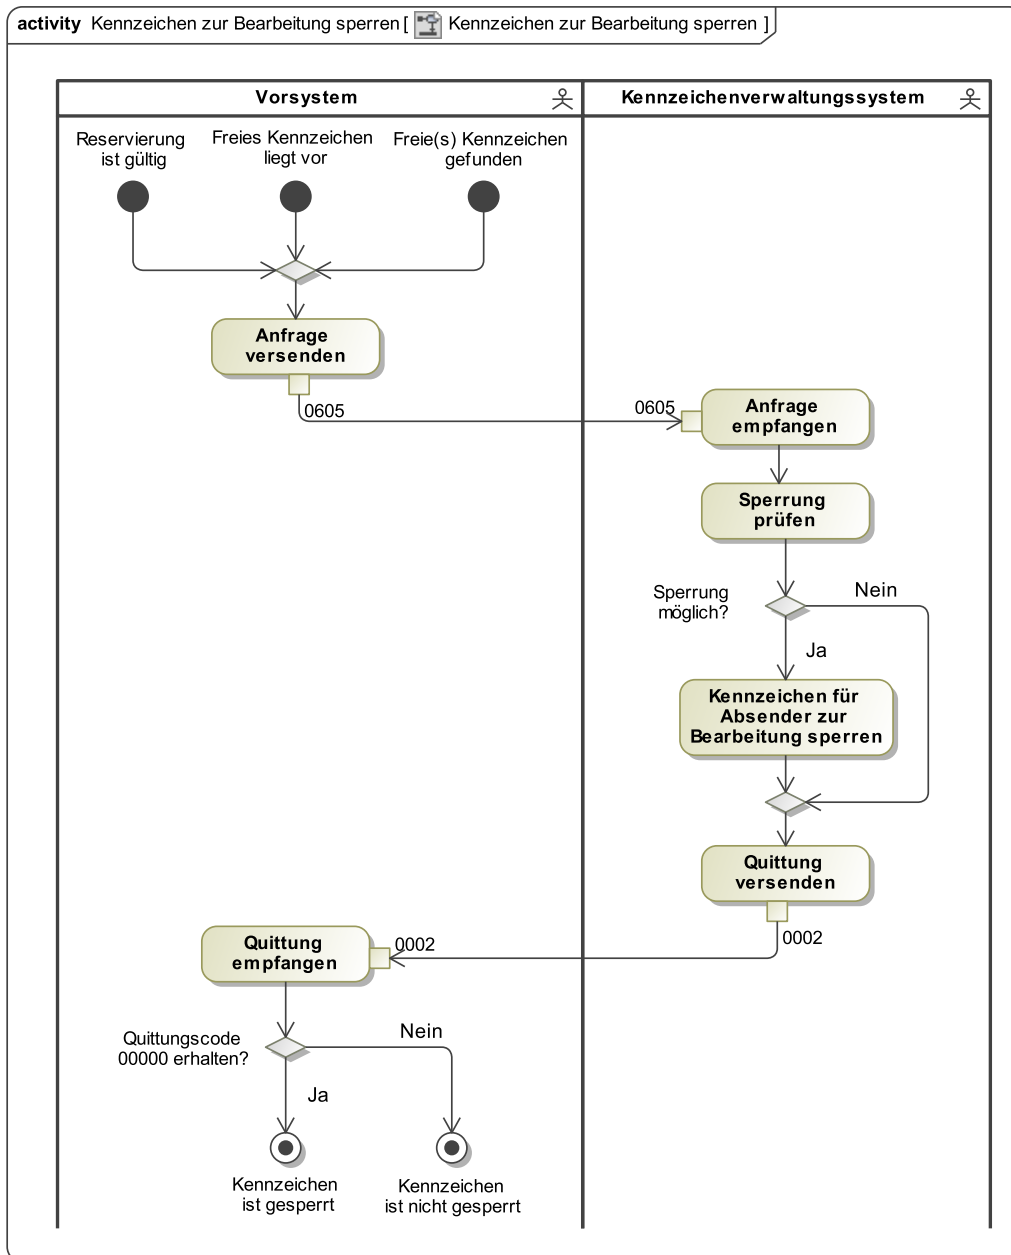 activity Kennzeichen zur Bearbeitung sperren [ Kennzeichen zur Bearbeitung sperren ]
Vorsystem
Kennzeichenverwaltungssystem
Reservierung
ist gültig
Freies Kennzeichen
liegt vor
Freie(s) Kennzeichen
gefunden
Anfrage
versenden
0605
0605
Anfrage
empfangen
Sperrung
prüfen
Sperrung
möglich?
Nein
Ja
Kennzeichen für
Absender zur
Bearbeitung sperren
Quittung
versenden
0002
0002
Quittung
empfangen
Quittungscode
00000 erhalten?
Nein
Ja
Kennzeichen
ist gesperrt
Kennzeichen
ist nicht gesperrt